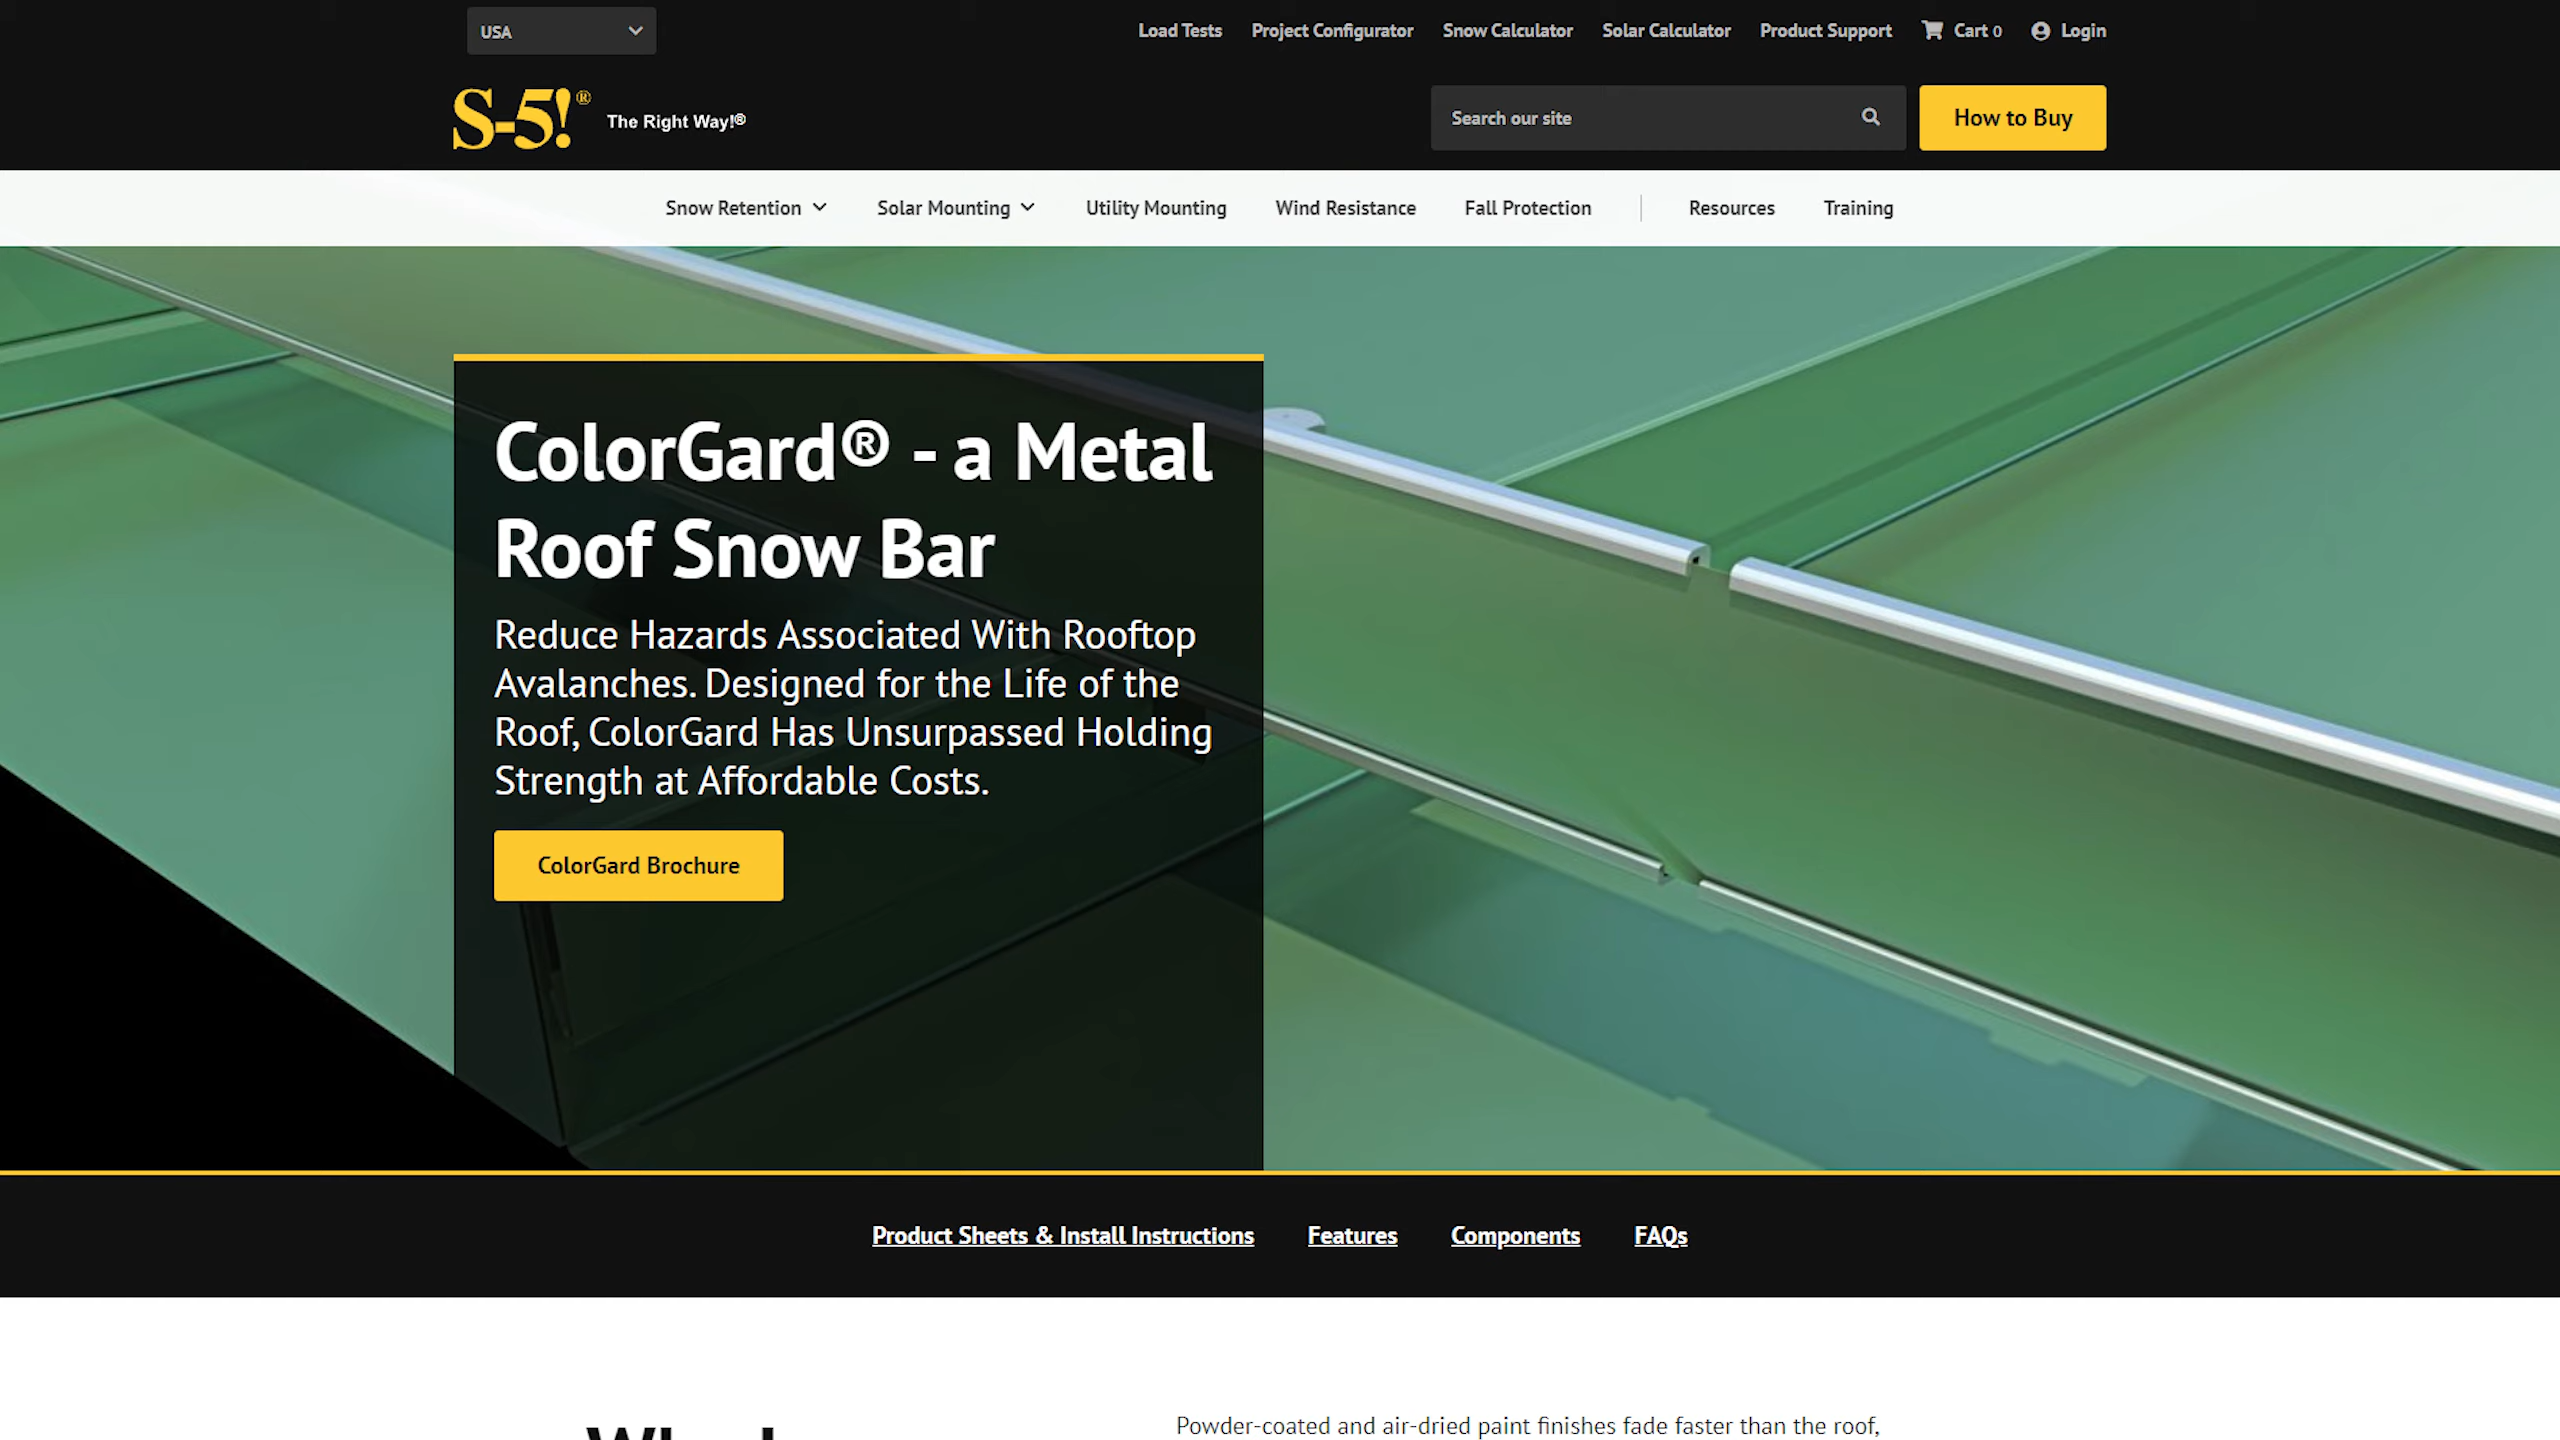 USA
Load Tests
Project Configurator
Snow Calculator
Solar Calculator
Product Support
Cart 0
Login
S-5!®
The Right Way!®
Search our site
How to Buy
Snow Retention
Solar Mounting
Utility Mounting
Wind Resistance
Fall Protection
Resources
Training
ColorGard® - a Metal
Roof Snow Bar
Reduce Hazards Associated With Rooftop
Avalanches. Designed for the Life of the
Roof, ColorGard Has Unsurpassed Holding
Strength at Affordable Costs.
ColorGard Brochure
Product Sheets & Install Instructions
Features
Components
FAQs
Powder-coated and air-dried paint finishes fade faster than the roof,